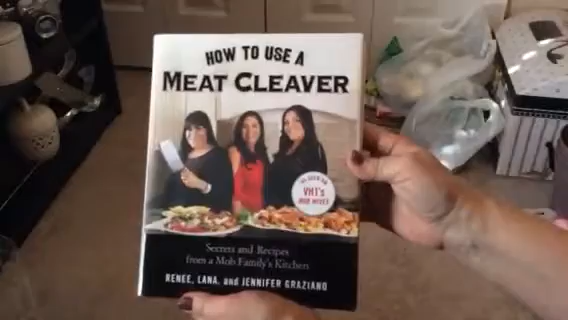 HOW TO USE A
MEAT CLEAVER
AS SEEN ON
VH1's
MOB WIVES
Secrets and Recipes
from a Mob Family's Kitchen
RENEE, LANA, and JENNIFER GRAZIANO